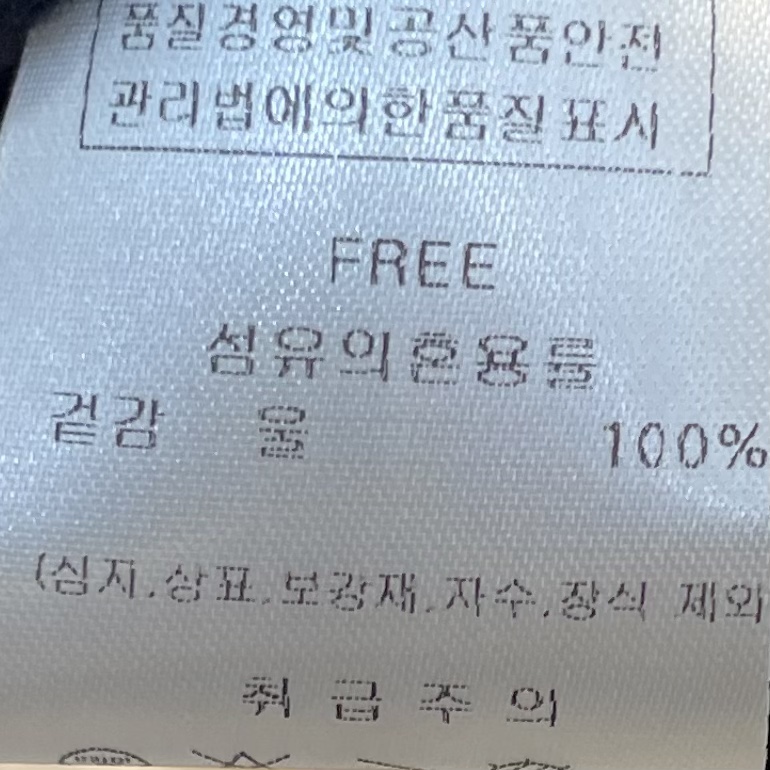 품질경영및공산품안전
관리법에의한품질표시
FREE
섬유의혼용률
겉감 울 100%
(심지.상표.보강재.자수.장식 제외
취급주의